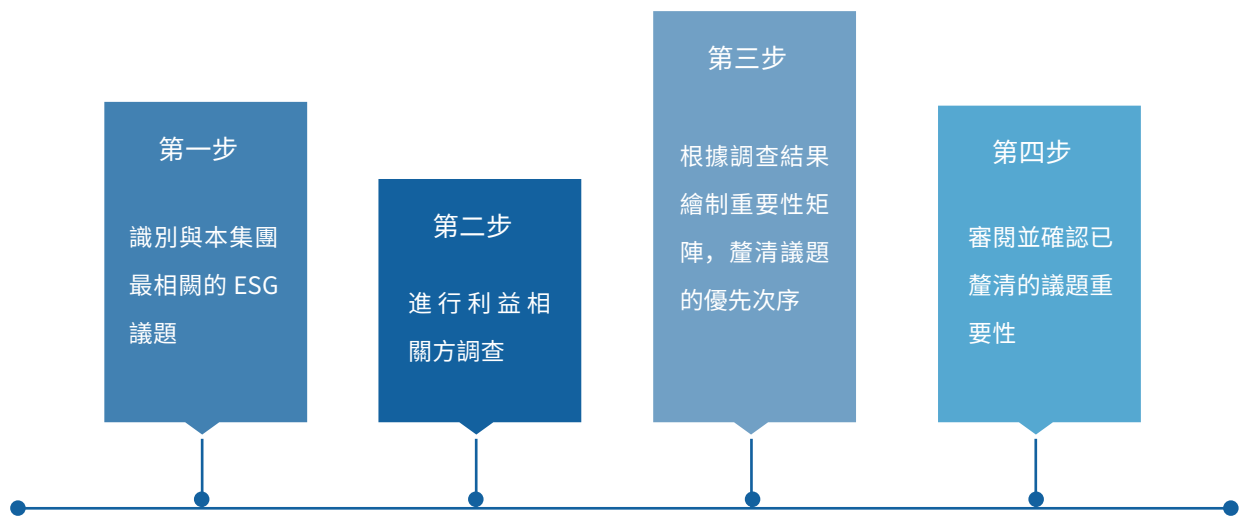 第一步
識別與本集團
最相闕的 ESG
議題
第二步
進行利益相
關方調查
第三步
根據調查結果
繪制重要性矩
陣，釐清議題
的優先次序
第四步
審閱並確認已
釐清的議題重
要性